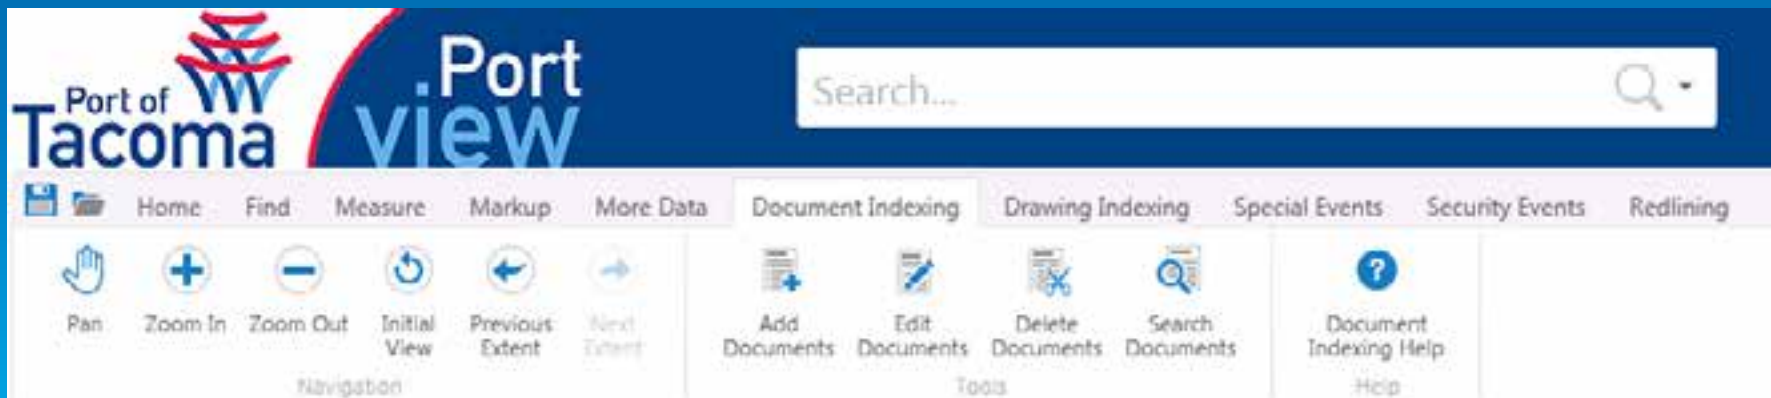 Port of
Tacoma
Port
view
Search...
Home Find Measure Markup More Data Document Indexing Drawing Indexing Special Events Security Events Redlining
Pan Zoom In Zoom Out Initial View Previous Extent Next Extent
Add Documents Edit Documents Delete Documents Search Documents
Document Indexing Help
Navigation Tools Help